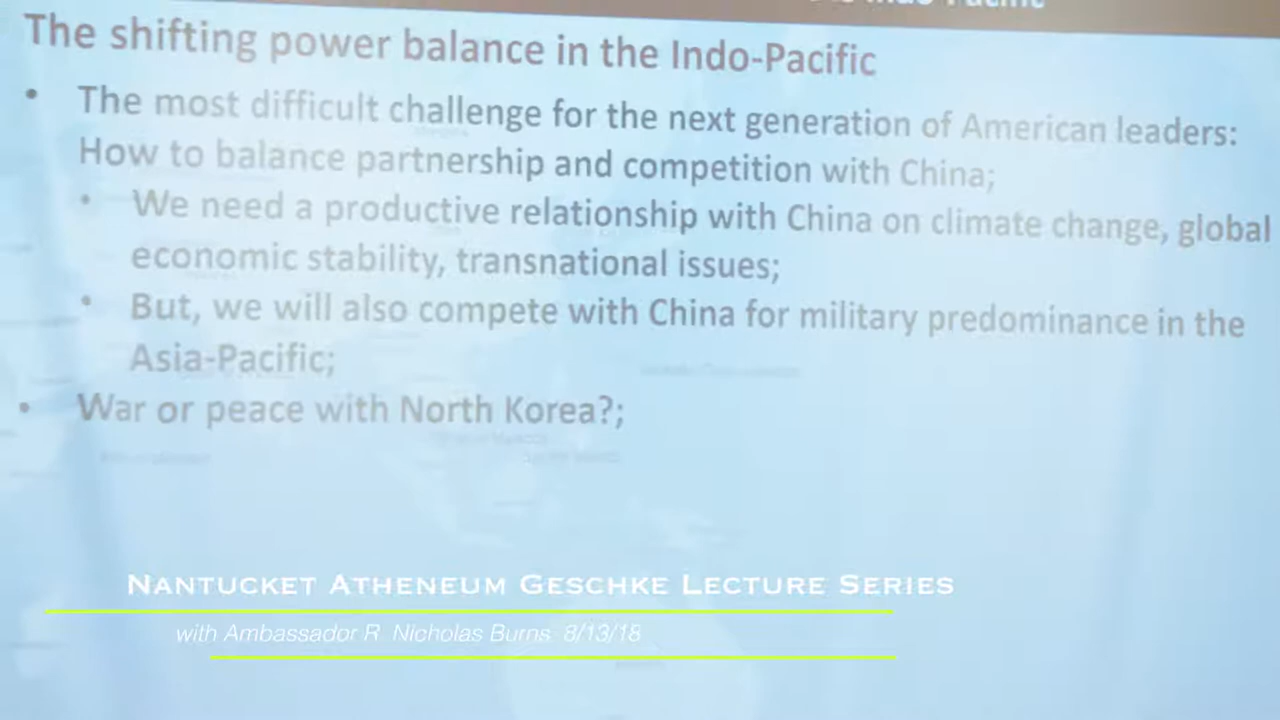 The shifting power balance in the Indo-Pacific
• The most difficult challenge for the next generation of American leaders:
How to balance partnership and competition with China;
• We need a productive relationship with China on climate change, global
economic stability, transnational issues;
• But, we will also compete with China for military predominance in the
Asia-Pacific;
• War or peace with North Korea?;
NANTUCKET ATHENEUM GESCHKE LECTURE SERIES
with Ambassador R. Nicholas Burns 8/13/18